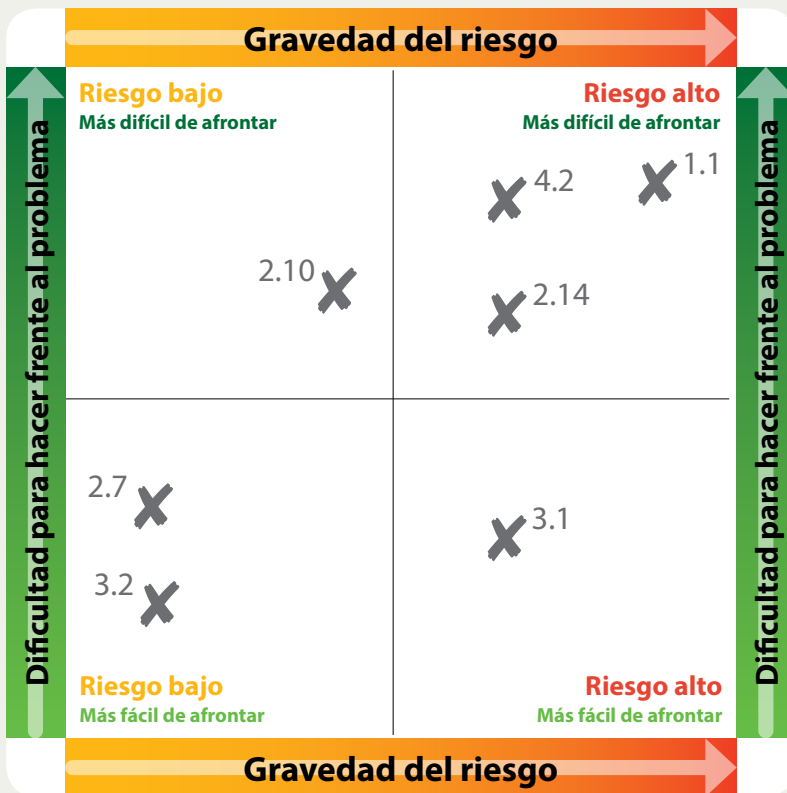 Gravedad del riesgo
Dificultad para hacer frente al problema
Riesgo bajo
Más difícil de afrontar
Riesgo alto
Más difícil de afrontar
Dificultad para hacer frente al problema
1.1
4.2
2.10
2.14
2.7
3.1
3.2
Riesgo bajo
Más fácil de afrontar
Riesgo alto
Más fácil de afrontar
Gravedad del riesgo